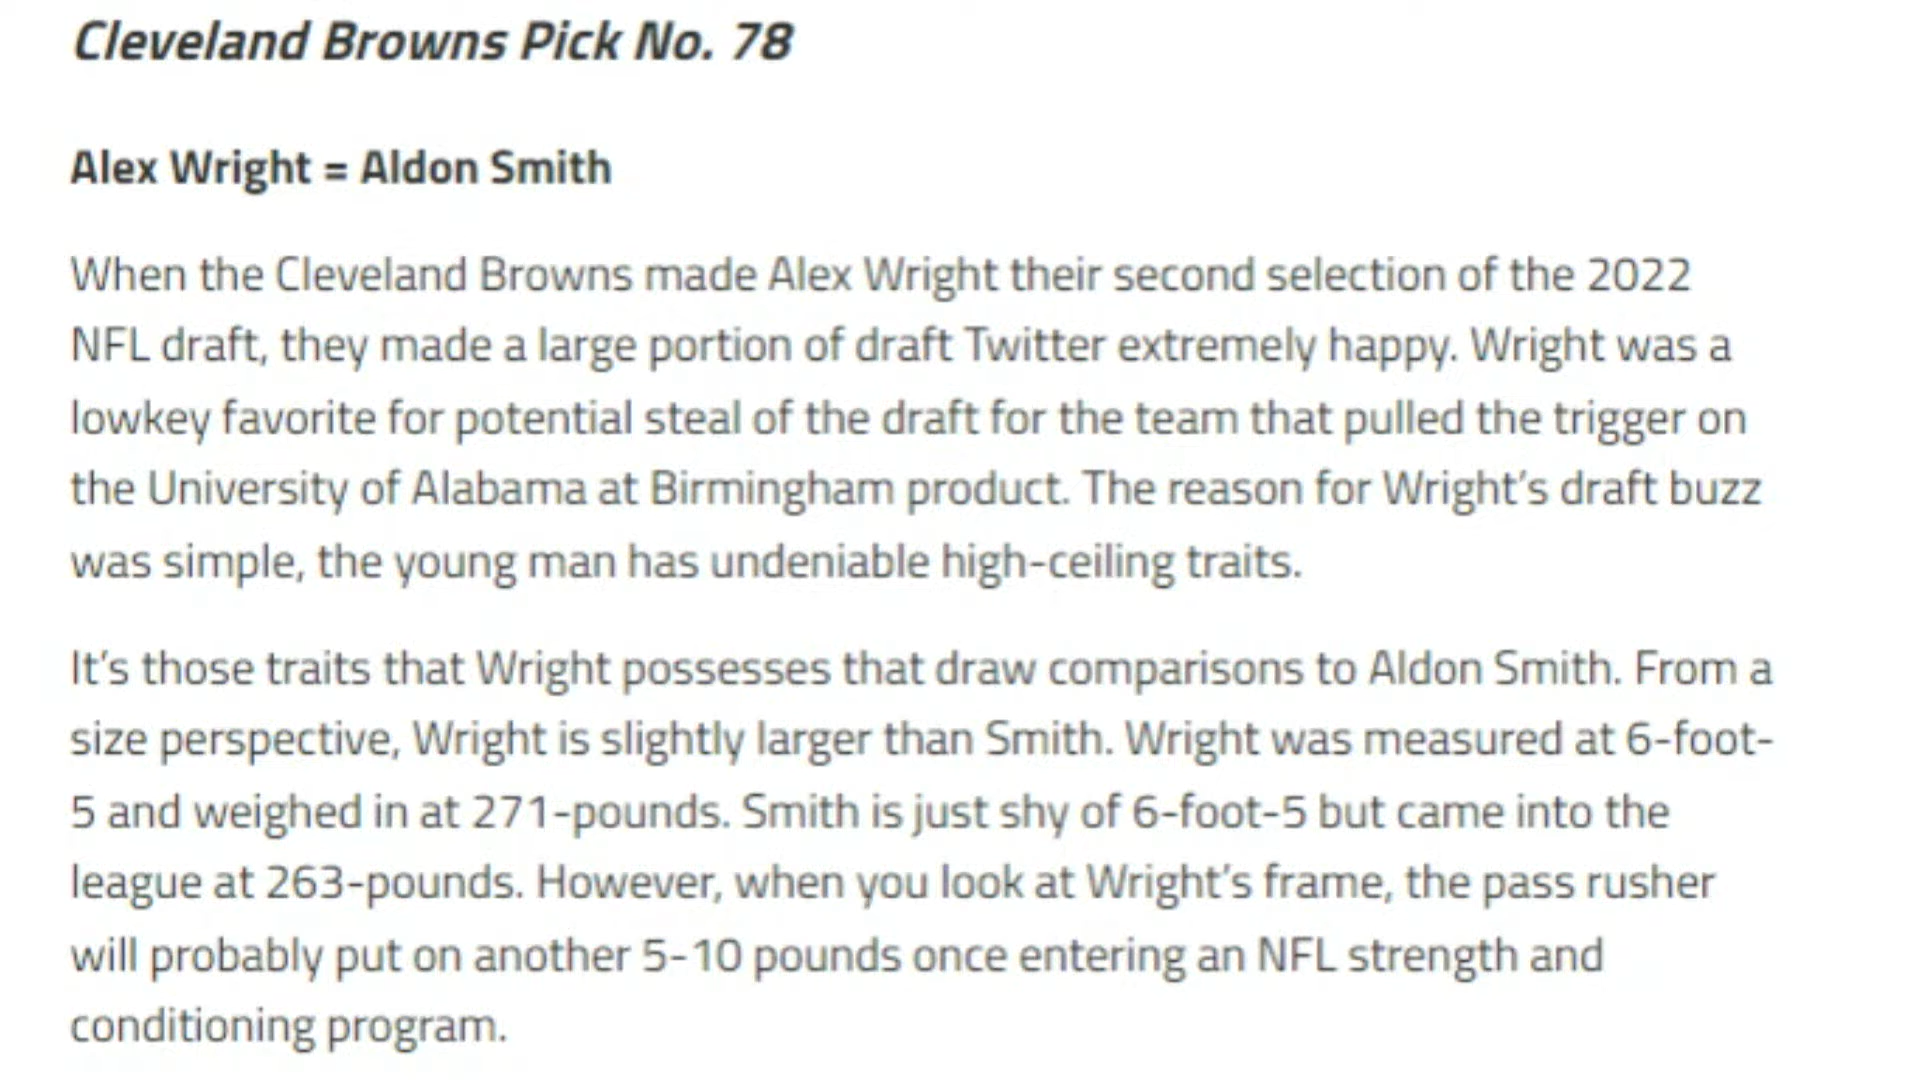 Cleveland Browns Pick No. 78
Alex Wright = Aldon Smith
When the Cleveland Browns made Alex Wright their second selection of the 2022
NFL draft, they made a large portion of draft Twitter extremely happy. Wright was a
lowkey favorite for potential steal of the draft for the team that pulled the trigger on
the University of Alabama at Birmingham product. The reason for Wright’s draft buzz
was simple, the young man has undeniable high-ceiling traits.
It’s those traits that Wright possesses that draw comparisons to Aldon Smith. From a
size perspective, Wright is slightly larger than Smith. Wright was measured at 6-foot-
5 and weighed in at 271-pounds. Smith is just shy of 6-foot-5 but came into the
league at 263-pounds. However, when you look at Wright’s frame, the pass rusher
will probably put on another 5-10 pounds once entering an NFL strength and
conditioning program.